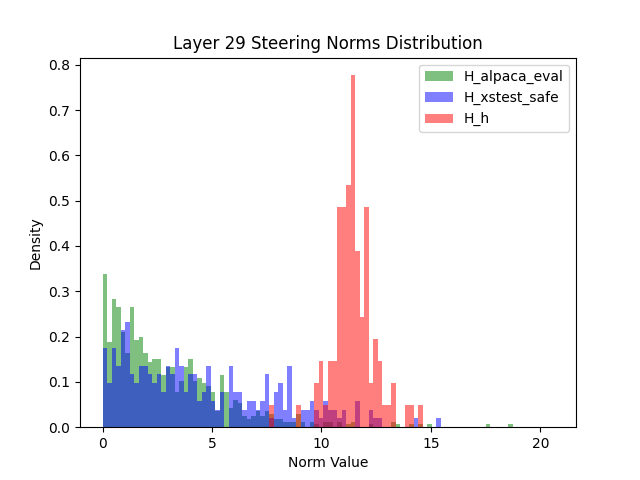 Layer 29 Steering Norms Distribution
H_alpaca_eval
H_xstest_safe
H_h
Density
0.8
0.7
0.6
0.5
0.4
0.3
0.2
0.1
0.0
0
5
10
15
20
Norm Value